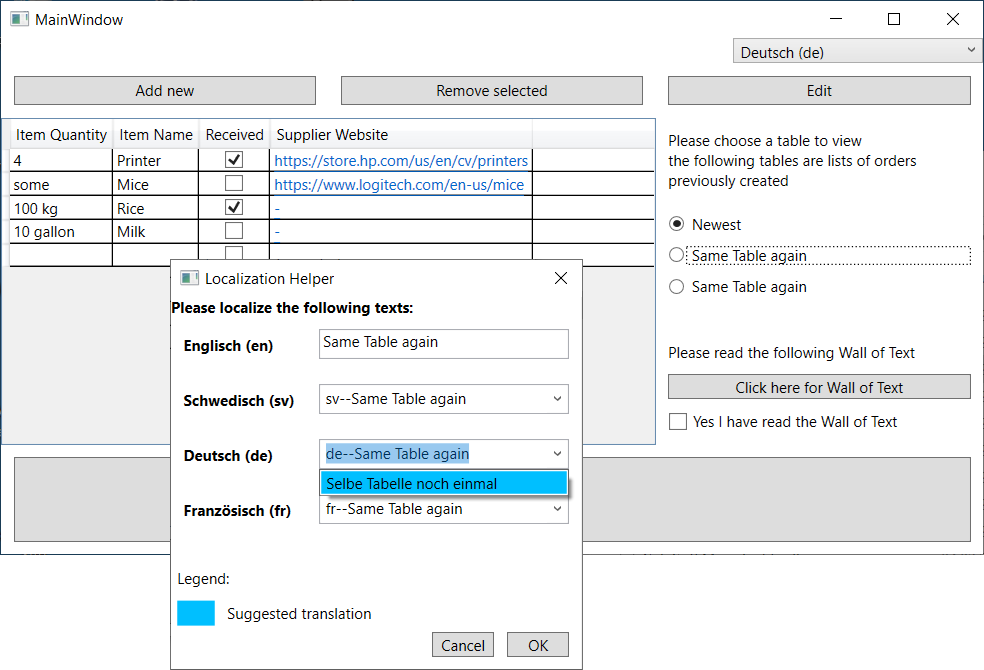 MainWindow
Deutsch (de)
Add new
Remove selected
Edit
Item Quantity Item Name Received Supplier Website
4 Printer https://store.hp.com/us/en/cv/printers
some Mice https://www.logitech.com/en-us/mice
100 kg Rice -
10 gallon Milk -
Please choose a table to view
the following tables are lists of orders
previously created
Newest
Same Table again
Same Table again
Please read the following Wall of Text
Click here for Wall of Text
Yes I have read the Wall of Text
Localization Helper
Please localize the following texts:
Englisch (en) Same Table again
Schwedisch (sv) sv--Same Table again
Deutsch (de) de--Same Table again
Selbe Tabelle noch einmal
Französisch (fr) fr--Same Table again
Legend:
Suggested translation
Cancel OK